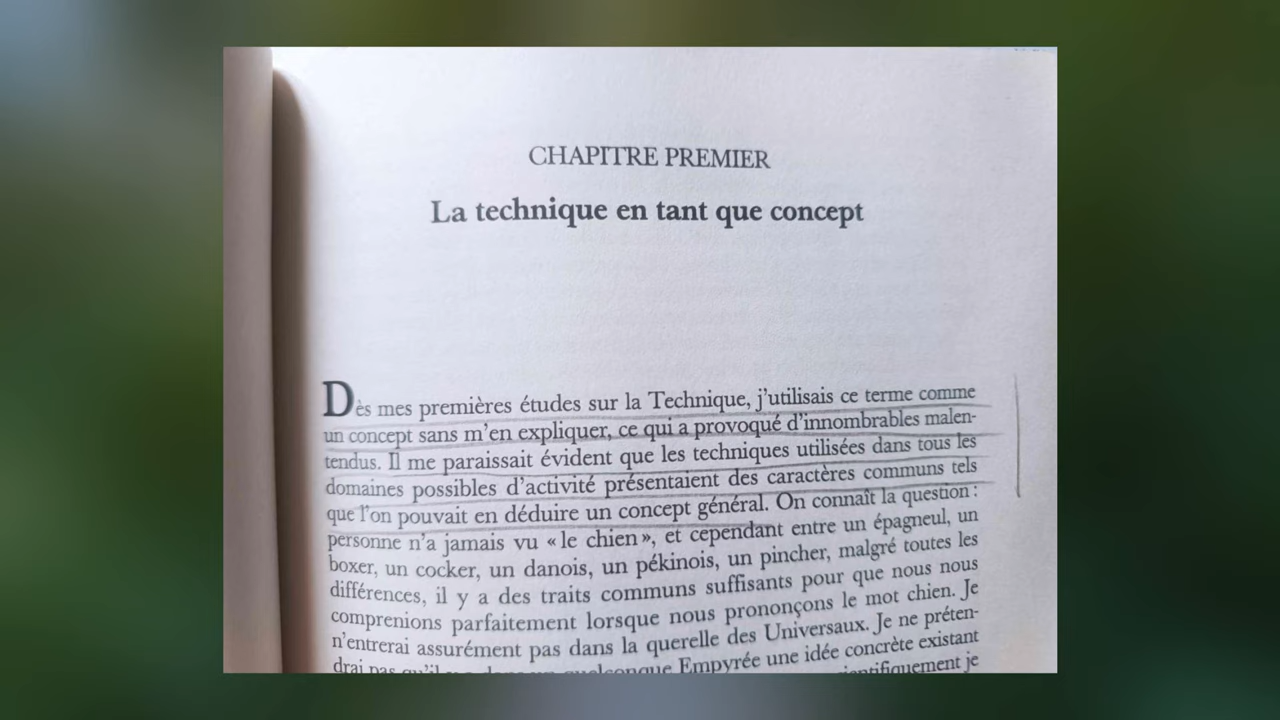 CHAPITRE PREMIER
La technique en tant que concept
Dès mes premières études sur la Technique, j'utilisais ce terme comme
un concept sans m'en expliquer, ce qui a provoqué d'innombrables malen-
tendus. Il me paraissait évident que les techniques utilisées dans tous les
domaines possibles d'activité présentaient des caractères communs tels
que l'on pouvait en déduire un concept général. On connaît la question :
personne n'a jamais vu « le chien », et cependant entre un épagneul, un
boxer, un cocker, un danois, un pékinois, un pincher, malgré toutes les
différences, il y a des traits communs suffisants pour que nous nous
comprenions parfaitement lorsque nous prononçons le mot chien. Je
n'entrerai assurément pas dans la querelle des Universaux. Je ne préten-
drai pas qu'il y a dans un quelconque Empyrée une idée concrète existant
je